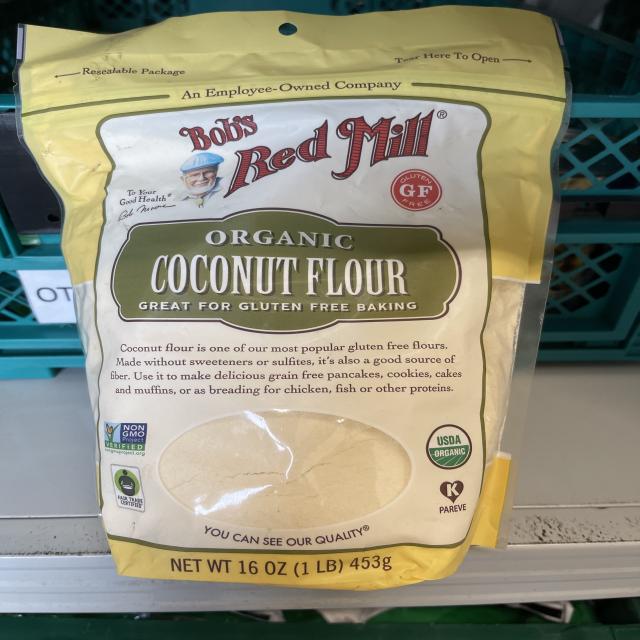 Resealable Package
Tear Here To Open
An Employee-Owned Company
Bob's
Red Mill®
To Your
Good Health®
Bob Moore
GLUTEN
GF
FREE
ORGANIC
COCONUT FLOUR
GREAT FOR GLUTEN FREE BAKING
OT
Coconut flour is one of our most popular gluten free flours.
Made without sweeteners or sulfites, it's also a good source of
fiber. Use it to make delicious grain free pancakes, cookies, cakes
and muffins, or as breading for chicken, fish or other proteins.
NON
GMO
Project
VERIFIED
nongmoproject.org
USDA
ORGANIC
FAIR TRADE
CERTIFIED
K
PAREVE
YOU CAN SEE OUR QUALITY®
NET WT 16 OZ (1 LB) 453g